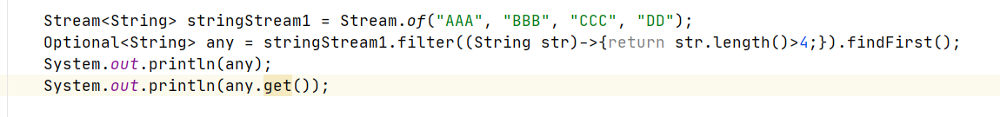 Stream<String> stringStream1 = Stream.of("AAA", "BBB", "CCC", "DD");
Optional<String> any = stringStream1.filter((String str)->{return str.length()>4;}).findFirst();
System.out.println(any);
System.out.println(any.get());